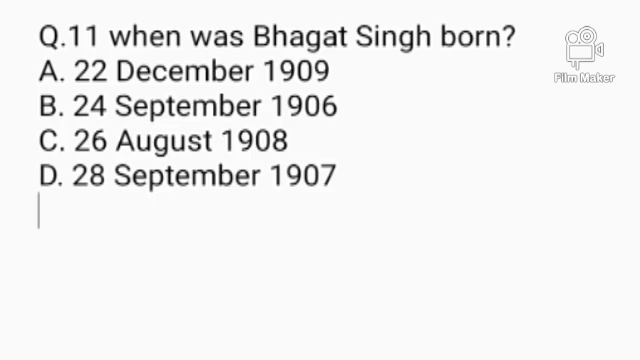 Q.11 when was Bhagat Singh born?
A. 22 December 1909
B. 24 September 1906
C. 26 August 1908
D. 28 September 1907
Film Maker